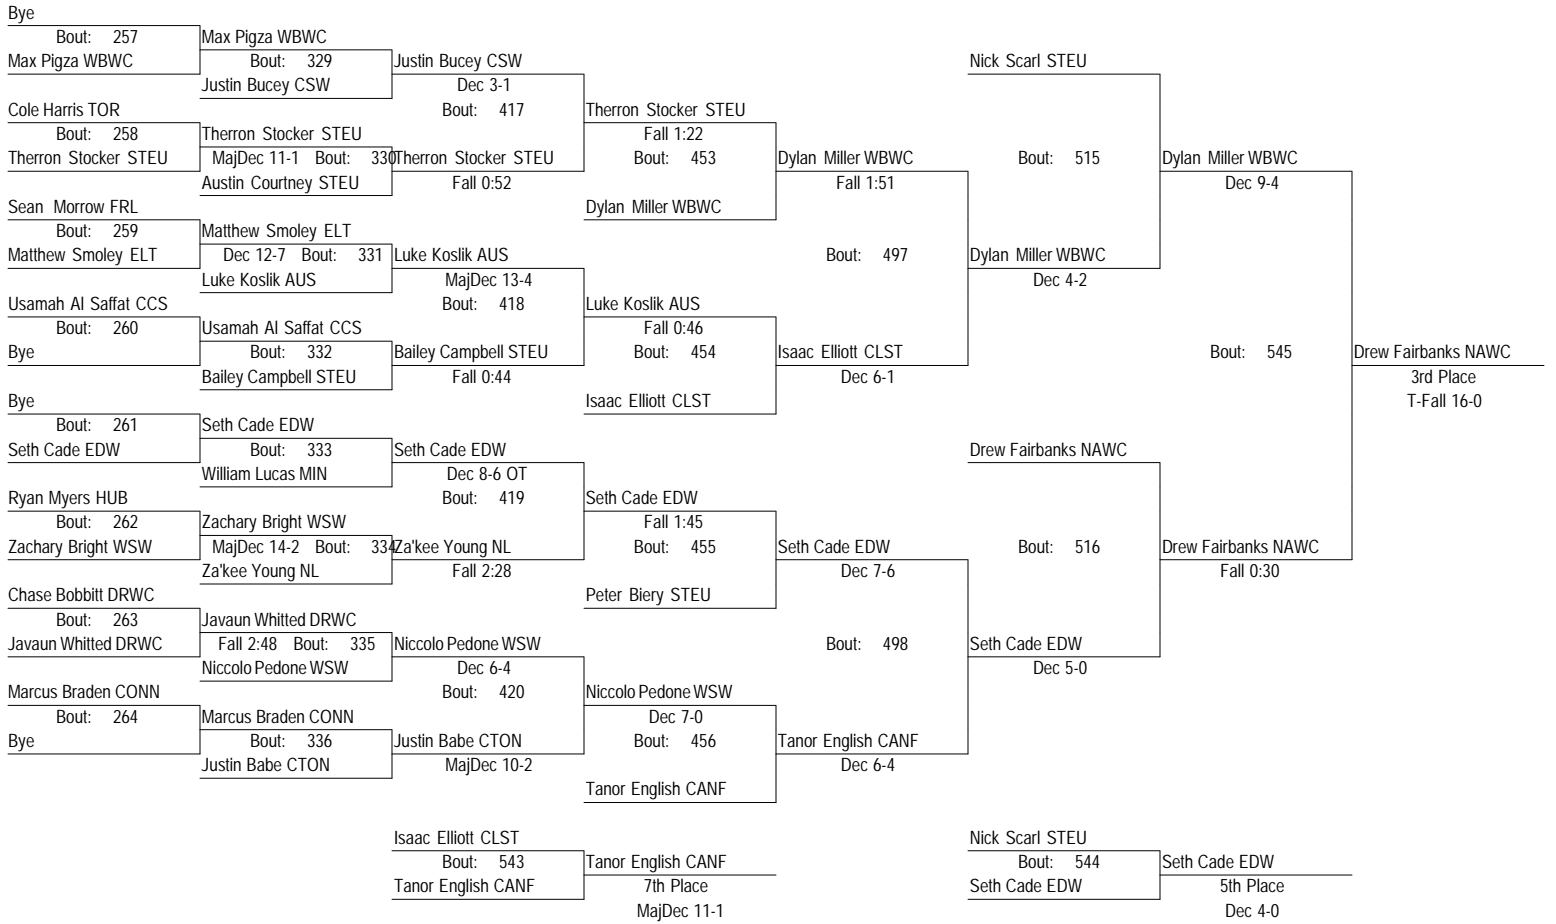 Bye
Bout: 257 Max Pigza WBWC
Max Pigza WBWC Bout: 329 Justin Bucey CSW Nick Scarl STEU
Justin Bucey CSW Dec 3-1
Cole Harris TOR Bout: 417 Therron Stocker STEU
Bout: 258 Therron Stocker STEU Fall 1:22
Therron Stocker STEU MajDec 11-1 Bout: 330 Therron Stocker STEU Bout: 453 Dylan Miller WBWC Bout: 515 Dylan Miller WBWC
Austin Courtney STEU Fall 0:52 Fall 1:51 Dec 9-4
Sean Morrow FRL Dylan Miller WBWC
Bout: 259 Matthew Smoley ELT
Matthew Smoley ELT Dec 12-7 Bout: 331 Luke Koslik AUS Bout: 497 Dylan Miller WBWC
Luke Koslik AUS MajDec 13-4 Dec 4-2
Usamah Al Saffat CCS Bout: 418 Luke Koslik AUS
Bout: 260 Usamah Al Saffat CCS Fall 0:46
Bye Bout: 332 Bailey Campbell STEU Bout: 454 Isaac Elliott CLST Bout: 545 Drew Fairbanks NAWC
Bailey Campbell STEU Fall 0:44 Dec 6-1 3rd Place
Bye Isaac Elliott CLST T-Fall 16-0
Bout: 261 Seth Cade EDW
Seth Cade EDW Bout: 333 Seth Cade EDW Drew Fairbanks NAWC
William Lucas MIN Dec 8-6 OT
Ryan Myers HUB Bout: 419 Seth Cade EDW
Bout: 262 Zachary Bright WSW Fall 1:45
Zachary Bright WSW MajDec 14-2 Bout: 334 Za'kee Young NL Bout: 455 Seth Cade EDW Bout: 516 Drew Fairbanks NAWC
Za'kee Young NL Fall 2:28 Dec 7-6 Fall 0:30
Chase Bobbitt DRWC Peter Biery STEU
Bout: 263 Javaun Whitted DRWC
Javaun Whitted DRWC Fall 2:48 Bout: 335 Niccolo Pedone WSW Bout: 498 Seth Cade EDW
Niccolo Pedone WSW Dec 6-4 Dec 5-0
Marcus Braden CONN Bout: 420 Niccolo Pedone WSW
Bout: 264 Marcus Braden CONN Dec 7-0
Bye Bout: 336 Justin Babe CTON Bout: 456 Tanor English CANF
Justin Babe CTON MajDec 10-2 Dec 6-4
Tanor English CANF
Isaac Elliott CLST Nick Scarl STEU
Bout: 543 Tanor English CANF Bout: 544 Seth Cade EDW
Tanor English CANF 7th Place Seth Cade EDW 5th Place
MajDec 11-1 Dec 4-0